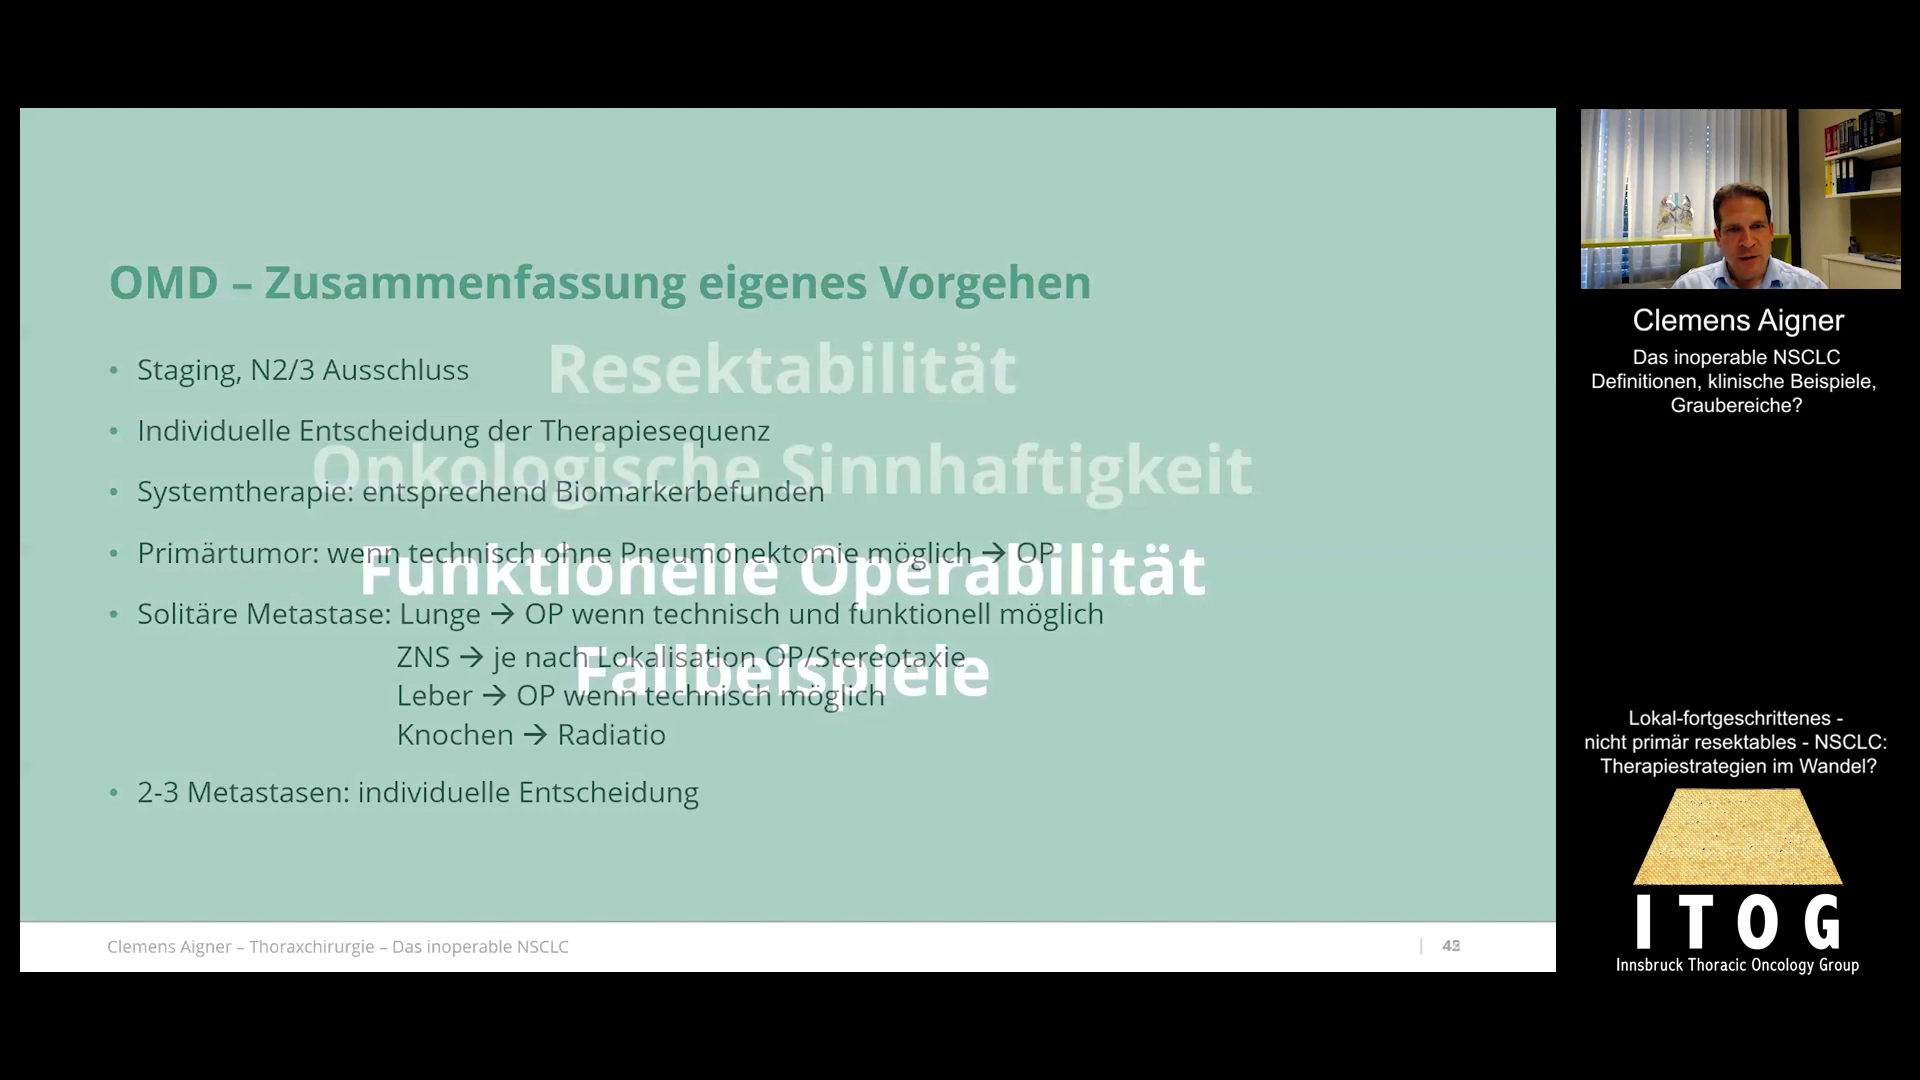 OMD – Zusammenfassung eigenes Vorgehen
• Staging, N2/3 Ausschluss
• Individuelle Entscheidung der Therapiesequenz
• Systemtherapie: entsprechend Biomarkerbefunden
• Primärtumor: wenn technisch ohne Pneumonektomie möglich → OP
• Solitäre Metastase: Lunge → OP wenn technisch und funktionell möglich
ZNS → je nach Lokalisation OP/Stereotaxie
Leber → OP wenn technisch möglich
Knochen → Radiatio
• 2-3 Metastasen: individuelle Entscheidung
Resektabilität
Onkologische Sinnhaftigkeit
Funktionelle Operabilität
Fallbeispiele
Clemens Aigner – Thoraxchirurgie – Das inoperable NSCLC
Clemens Aigner
Das inoperable NSCLC
Definitionen, klinische Beispiele,
Graubereiche?
Lokal-fortgeschrittenes -
nicht primär resektables - NSCLC:
Therapiestrategien im Wandel?
ITOG
Innsbruck Thoracic Oncology Group